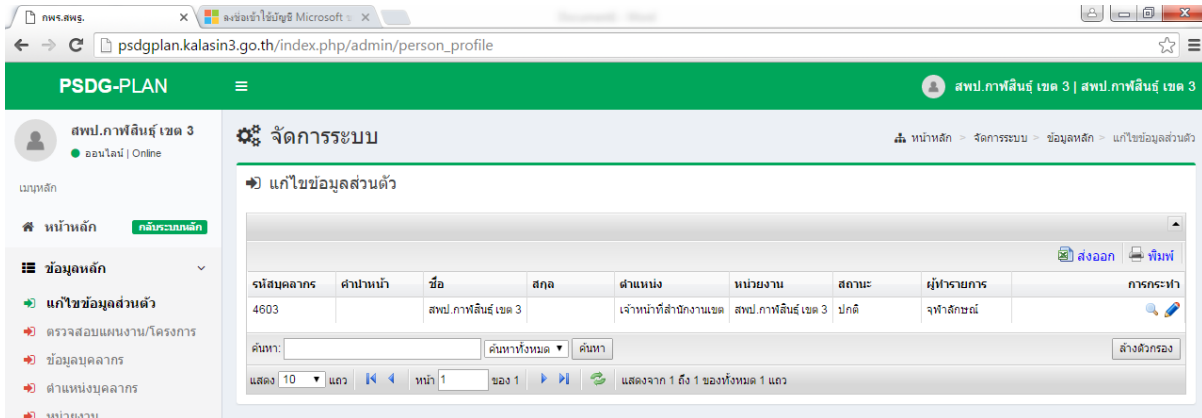 กพร.สพฐ.
ลงชื่อเข้าใช้บัญชี Microsoft
psdgplan.kalasin3.go.th/index.php/admin/person_profile
PSDG-PLAN
สพป.กาฬสินธุ์ เขต 3 | สพป.กาฬสินธุ์ เขต 3
สพป.กาฬสินธุ์ เขต 3
ออนไลน์ | Online
จัดการระบบ
หน้าหลัก > จัดการระบบ > ข้อมูลหลัก > แก้ไขข้อมูลส่วนตัว
เมนูหลัก
แก้ไขข้อมูลส่วนตัว
หน้าหลัก กลับระบบหลัก
ข้อมูลหลัก
ส่งออก พิมพ์
แก้ไขข้อมูลส่วนตัว
รหัสบุคลากร คำนำหน้า ชื่อ สกุล ตำแหน่ง หน่วยงาน สถานะ ผู้ทำรายการ การกระทำ
4603 สพป.กาฬสินธุ์ เขต 3 เจ้าหน้าที่สำนักงานเขต สพป.กาฬสินธุ์ เขต 3 ปกติ จุฬาลักษณ์
ตรวจสอบแผนงาน/โครงการ
ข้อมูลบุคลากร
ค้นหา: ค้นหาทั้งหมด ค้นหา ล้างตัวกรอง
แสดง 10 แถว หน้า 1 ของ 1 แสดงจาก 1 ถึง 1 ของทั้งหมด 1 แถว
ตำแหน่งบุคลากร
หน่วยงาน